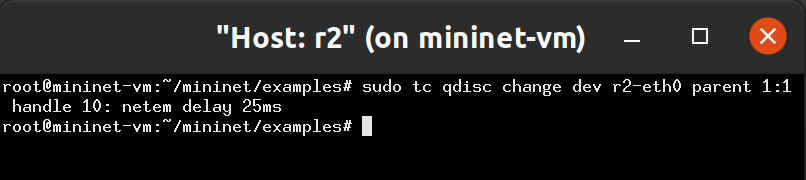 "Host: r2" (on mininet-vm)
root@mininet-vm:~/mininet/examples# sudo tc qdisc change dev r2-eth0 parent 1:1
 handle 10: netem delay 25ms
root@mininet-vm:~/mininet/examples#